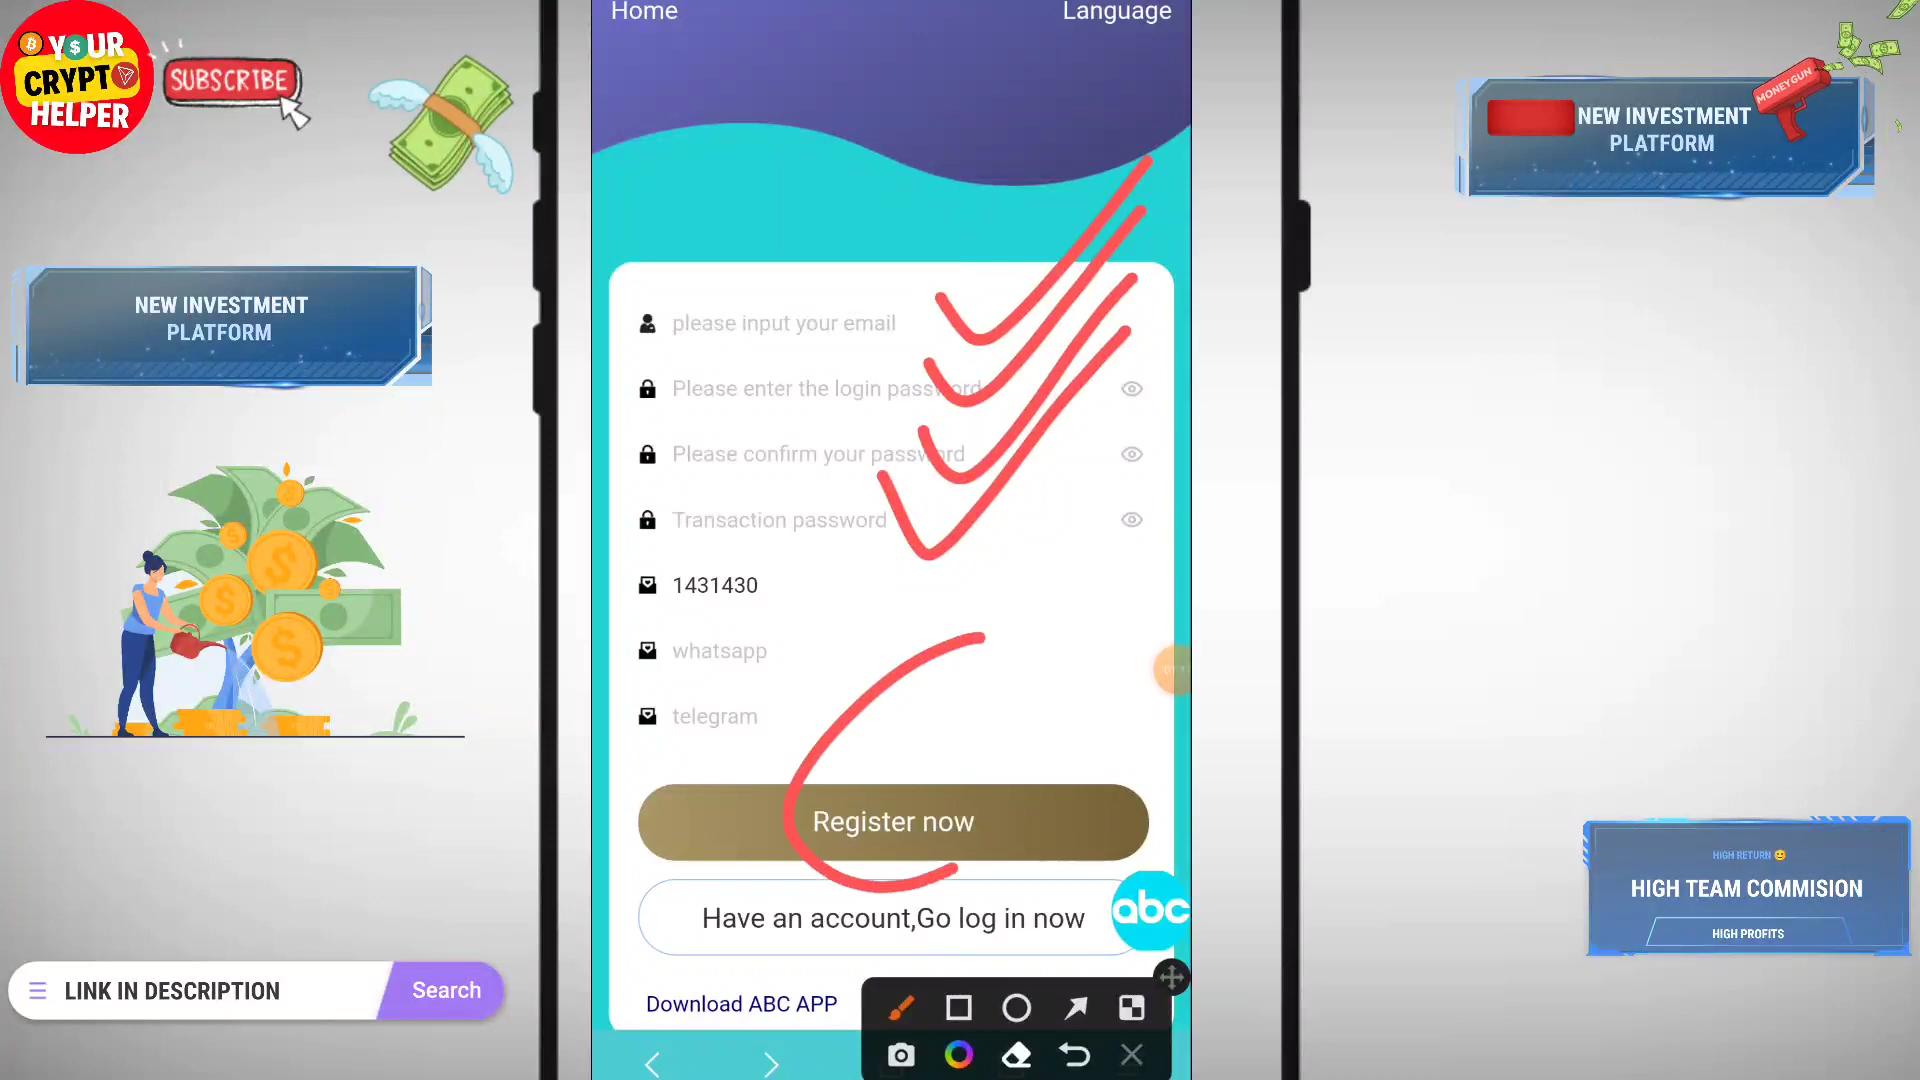 Home
Language
YOUR
CRYPTO
HELPER
SUBSCRIBE
MONEYGUN
NEW INVESTMENT
PLATFORM
NEW INVESTMENT
PLATFORM
please input your email
Please enter the login password
Please confirm your password
Transaction password
1431430
whatsapp
telegram
Register now
Have an account,Go log in now
abc
Download ABC APP
HIGH RETURN 😊
HIGH TEAM COMMISION
HIGH PROFITS
LINK IN DESCRIPTION
Search